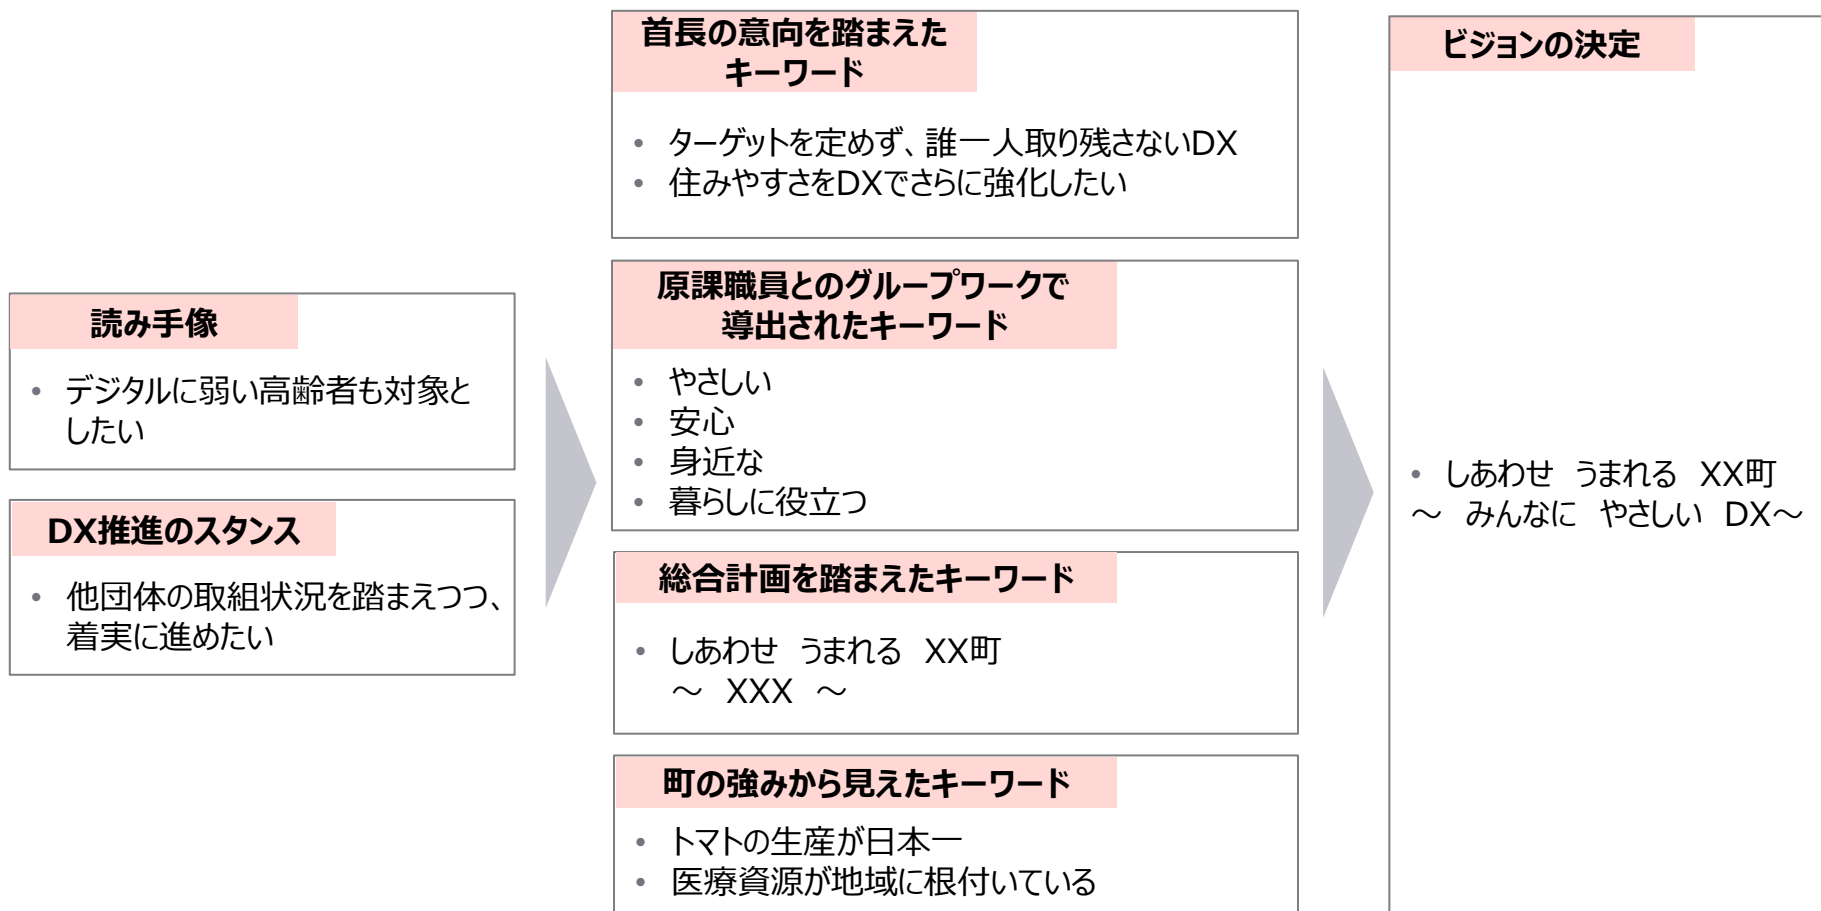 読み手像
• デジタルに弱い高齢者も対象と
したい
DX推進のスタンス
• 他団体の取組状況を踏まえつつ、
着実に進めたい
首長の意向を踏まえた
キーワード
• ターゲットを定めず、誰一人取り残さないDX
• 住みやすさをDXでさらに強化したい
原課職員とのグループワークで
導出されたキーワード
• やさしい
• 安心
• 身近な
• 暮らしに役立つ
総合計画を踏まえたキーワード
• しあわせ うまれる XX町
～ XXX ～
町の強みから見えたキーワード
• トマトの生産が日本一
• 医療資源が地域に根付いている
ビジョンの決定
• しあわせ うまれる XX町
～ みんなに やさしい DX～